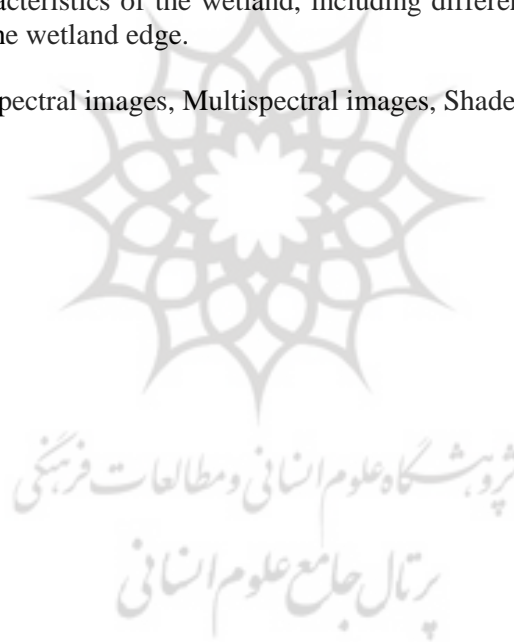 acteristics of the wetland, including differen
ne wetland edge.
pectral images, Multispectral images, Shade
پژوهشگاه علوم انسانی و مطالعات فرهنگی
پرتال جامع علوم انسانی